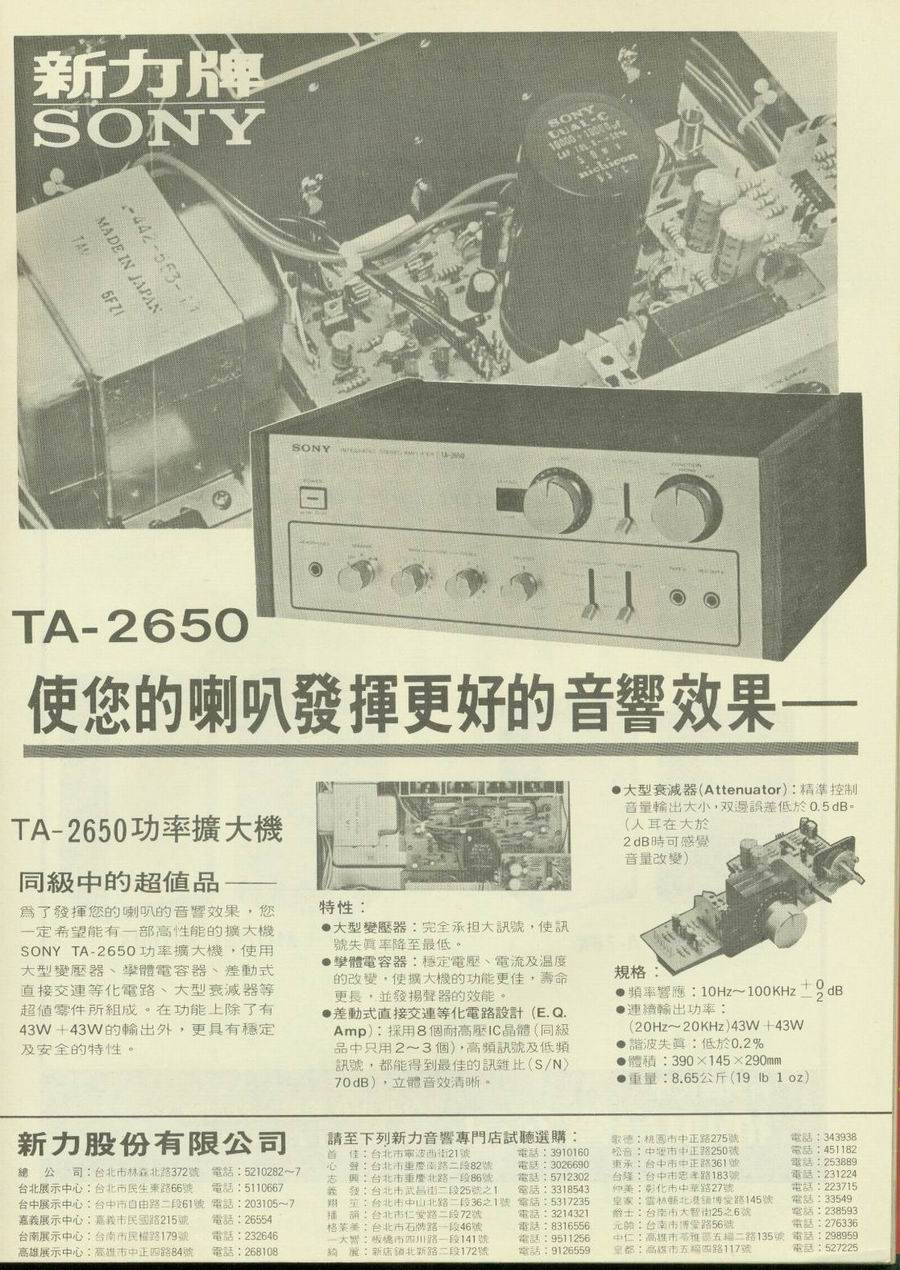 新力牌
SONY
SONY
DUAL-C
nichicon
MADE IN JAPAN
6FZ1
SONY
TA-2650
POWER
FUNCTION
TA-2650
使您的喇叭發揮更好的音響效果——
TA-2650功率擴大機
同級中的超值品——
爲了發揮您的喇叭的音響效果，您
一定希望能有一部高性能的擴大機
SONY TA-2650功率擴大機，使用
大型變壓器、孿體電容器、差動式
直接交連等化電路、大型衰減器等
超值零件所組成。在功能上除了有
43W＋43W的輸出外，更具有穩定
及安全的特性。
特性：
●大型變壓器：完全承担大訊號，使訊
號失眞率降至最低。
●孿體電容器：穩定電壓、電流及溫度
的改變，使擴大機的功能更佳，壽命
更長，並發揚聲器的效能。
●差動式直接交連等化電路設計（E.Q.
Amp）：採用8個耐高壓IC晶體（同級
品中只用2～3個），高頻訊號及低頻
訊號，都能得到最佳的訊雜比（S/N）
70dB），立體音效清晰。
●大型衰減器（Attenuator）：精準控制
音量輸出大小，双邊誤差低於0.5dB。
（人耳在大於
2dB時可感覺
音量改變）
規格：
●頻率響應：10Hz～100KHz ＋0 －2 dB
●連續輸出功率：
（20Hz～20KHz）43W＋43W
●諧波失眞：低於0.2%
●體積：390×145×290mm
●重量：8.65公斤（19 lb 1 oz）
新力股份有限公司
總公司：台北市林森北路372號 電話：5210282～7
台北展示中心：台北市民生東路66號 電話：5110667
台中展示中心：台中市自由路二段61號 電話：203105～7
嘉義展示中心：嘉義市民國路215號 電話：26554
台南展示中心：台南市民權路179號 電話：232646
高雄展示中心：高雄市中正四路84號 電話：268108
請至下列新力音響專門店試聽選購：
首佳：台北市寧波西街21號 電話：3910160
心聲：台北市重慶南路二段82號 電話：3026690
志興：台北市重慶北路一段86號 電話：5712302
義發：台北市武昌街二段25號之1 電話：3318543
翔笙：台北市中山北路二段36之1號 電話：5317235
播韻：台北市仁愛路二段72號 電話：3214321
格萊美：台北市石牌路一段46號 電話：8316556
一大響：板橋市四川路一段141號 電話：9511256
綺麗：新店鎮北新路二段172號 電話：9126559
歌德：桃園市中正路275號 電話：343938
松音：中壢市中正路250號 電話：451182
東承：台中市中正路361號 電話：253889
台隆：台中市忠孝路183號 電話：231224
仲美：彰化市中華路27號 電話：223715
皇家：雲林縣北港鎮博愛路145號 電話：33549
爵士：台南市大智街25之6號 電話：238593
元帥：台南市博愛路56號 電話：276336
中仁：高雄市苓雅區五福二路135號 電話：298959
皇都：高雄市五福四路117號 電話：527225